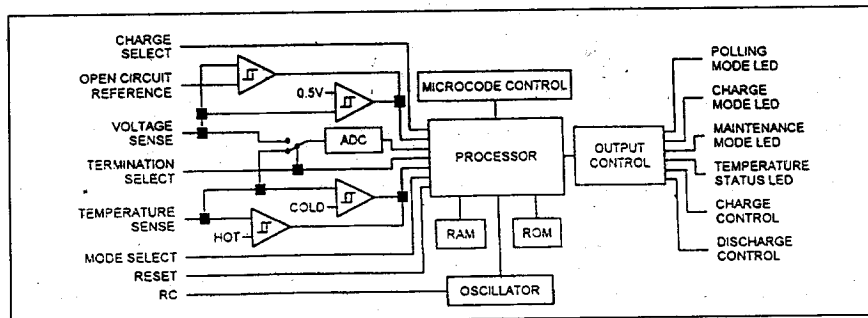 CHARGE
SELECT
OPEN CIRCUIT
REFERENCE
VOLTAGE
SENSE
TERMINATION
SELECT
TEMPERATURE
SENSE
MODE SELECT
RESET
RC
0.5V
ADC
COLD
HOT
MICROCODE CONTROL
PROCESSOR
RAM
ROM
OSCILLATOR
OUTPUT
CONTROL
POLLING
MODE LED
CHARGE
MODE LED
MAINTENANCE
MODE LED
TEMPERATURE
STATUS LED
CHARGE
CONTROL
DISCHARGE
CONTROL